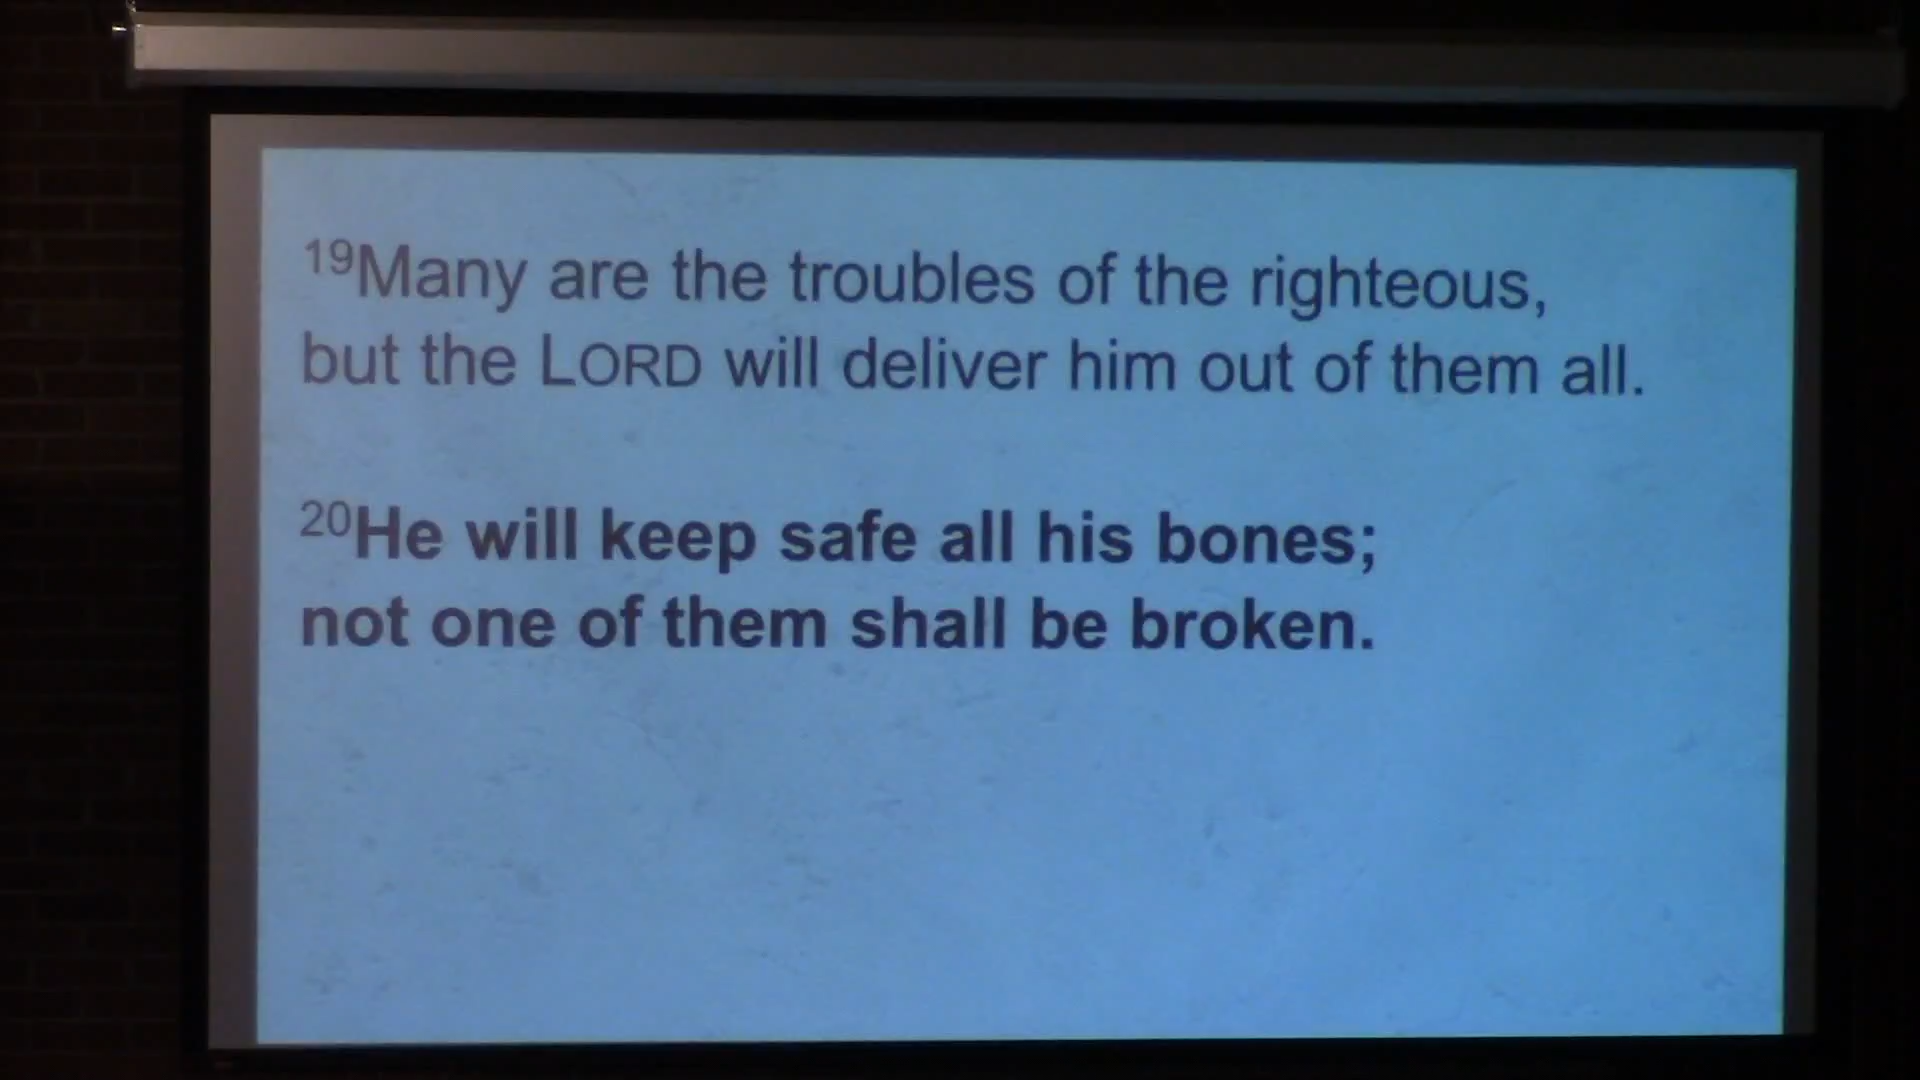 19Many are the troubles of the righteous,
but the LORD will deliver him out of them all.
20He will keep safe all his bones;
not one of them shall be broken.